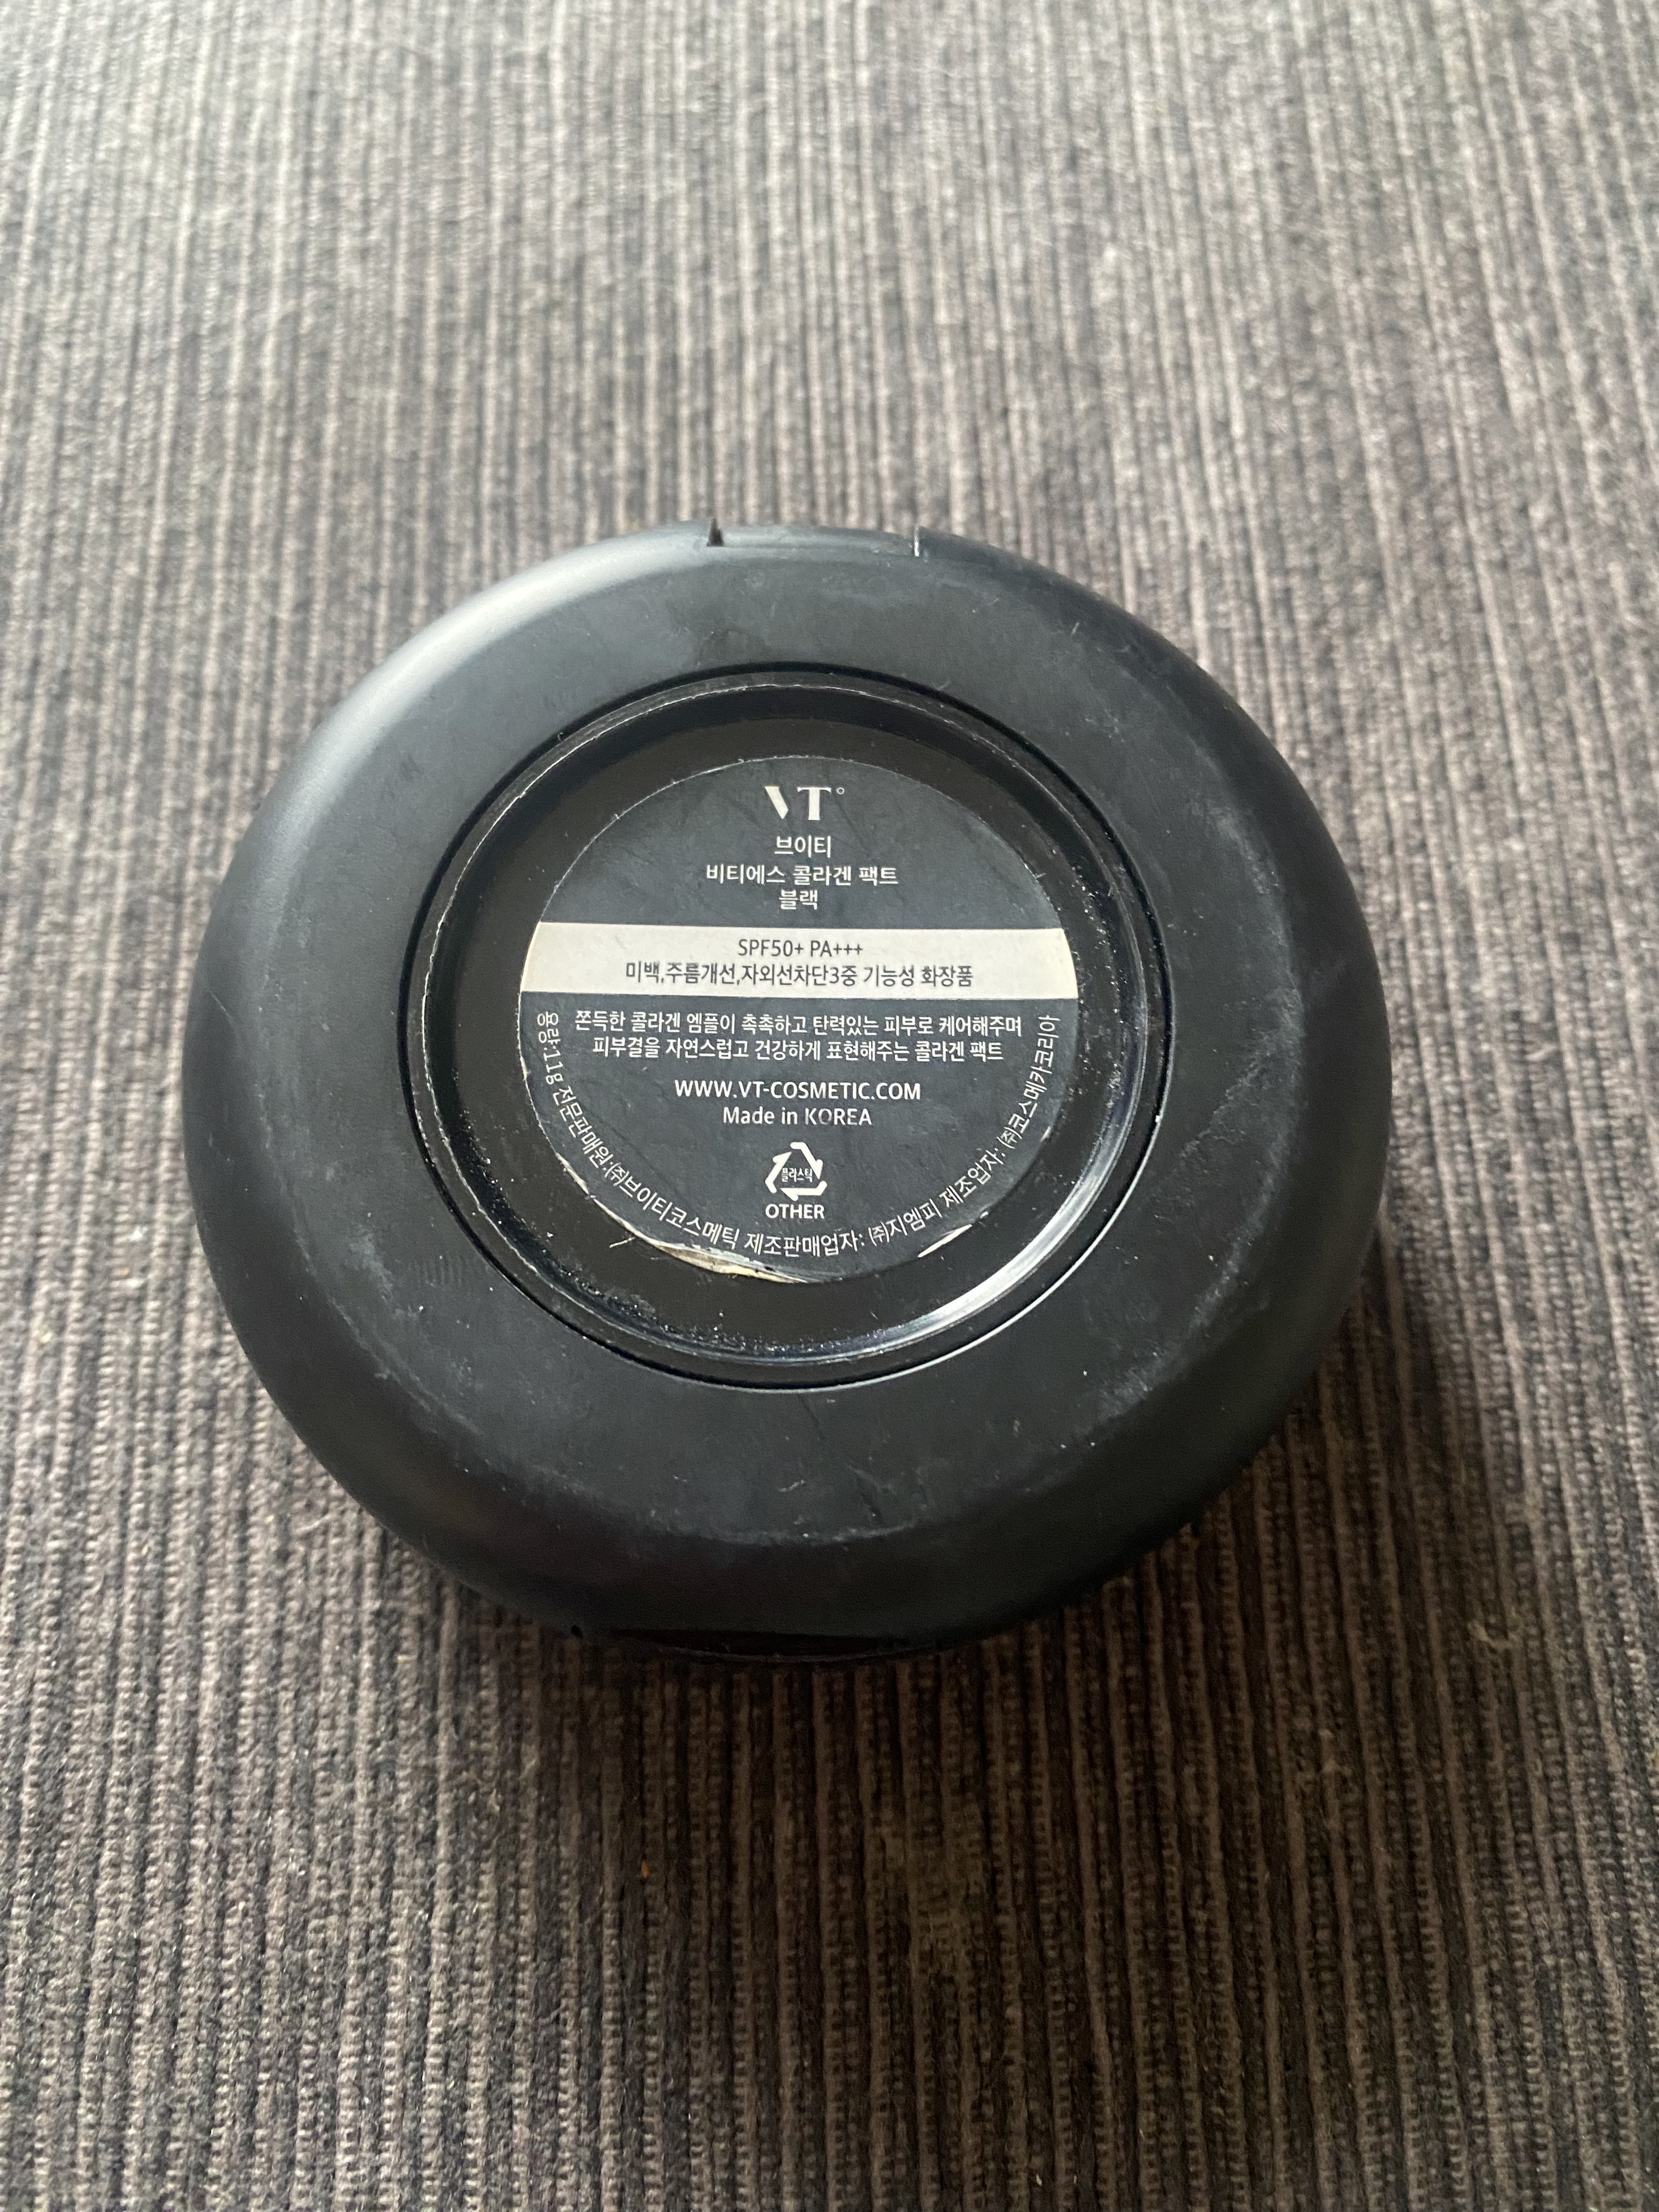 VT
브이티
비티에스 콜라겐 팩트
블랙
SPF50+ PA+++
미백,주름개선,자외선차단3중 기능성 화장품
쫀득한 콜라겐 엠플이 촉촉하고 탄력있는 피부로 케어해주며
피부결을 자연스럽고 건강하게 표현해주는 콜라겐 팩트
WWW.VT-COSMETIC.COM
Made in KOREA
플라스틱
OTHER
용량:11g 전문판매원:㈜브이티코스메틱 제조판매업자: ㈜지엠피 제조업자: ㈜코스메카코리아